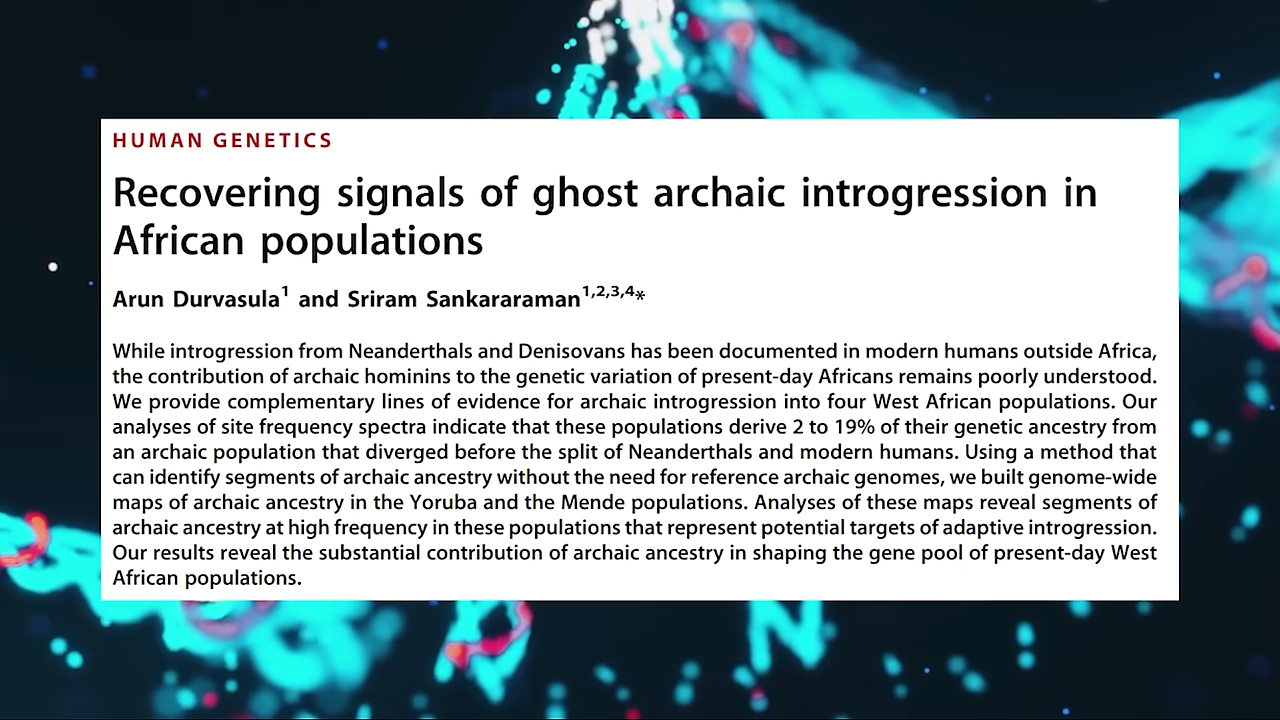 HUMAN GENETICS
Recovering signals of ghost archaic introgression in
African populations
Arun Durvasula1 and Sriram Sankararaman1,2,3,4*
While introgression from Neanderthals and Denisovans has been documented in modern humans outside Africa,
the contribution of archaic hominins to the genetic variation of present-day Africans remains poorly understood.
We provide complementary lines of evidence for archaic introgression into four West African populations. Our
analyses of site frequency spectra indicate that these populations derive 2 to 19% of their genetic ancestry from
an archaic population that diverged before the split of Neanderthals and modern humans. Using a method that
can identify segments of archaic ancestry without the need for reference archaic genomes, we built genome-wide
maps of archaic ancestry in the Yoruba and the Mende populations. Analyses of these maps reveal segments of
archaic ancestry at high frequency in these populations that represent potential targets of adaptive introgression.
Our results reveal the substantial contribution of archaic ancestry in shaping the gene pool of present-day West
African populations.